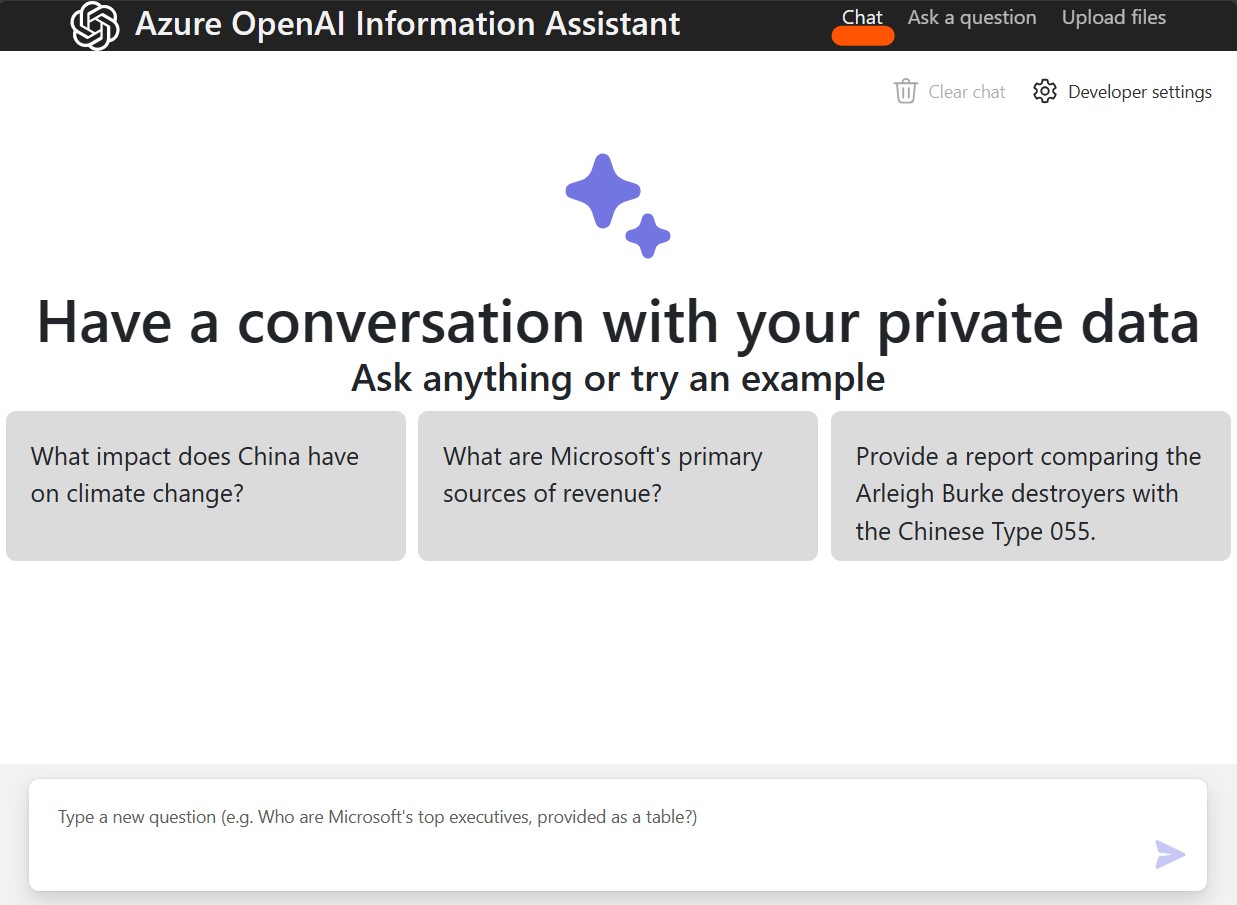 Azure OpenAI Information Assistant
Chat
Ask a question
Upload files
Clear chat
Developer settings
Have a conversation with your private data
Ask anything or try an example
What impact does China have
on climate change?
What are Microsoft's primary
sources of revenue?
Provide a report comparing the
Arleigh Burke destroyers with
the Chinese Type 055.
Type a new question (e.g. Who are Microsoft's top executives, provided as a table?)